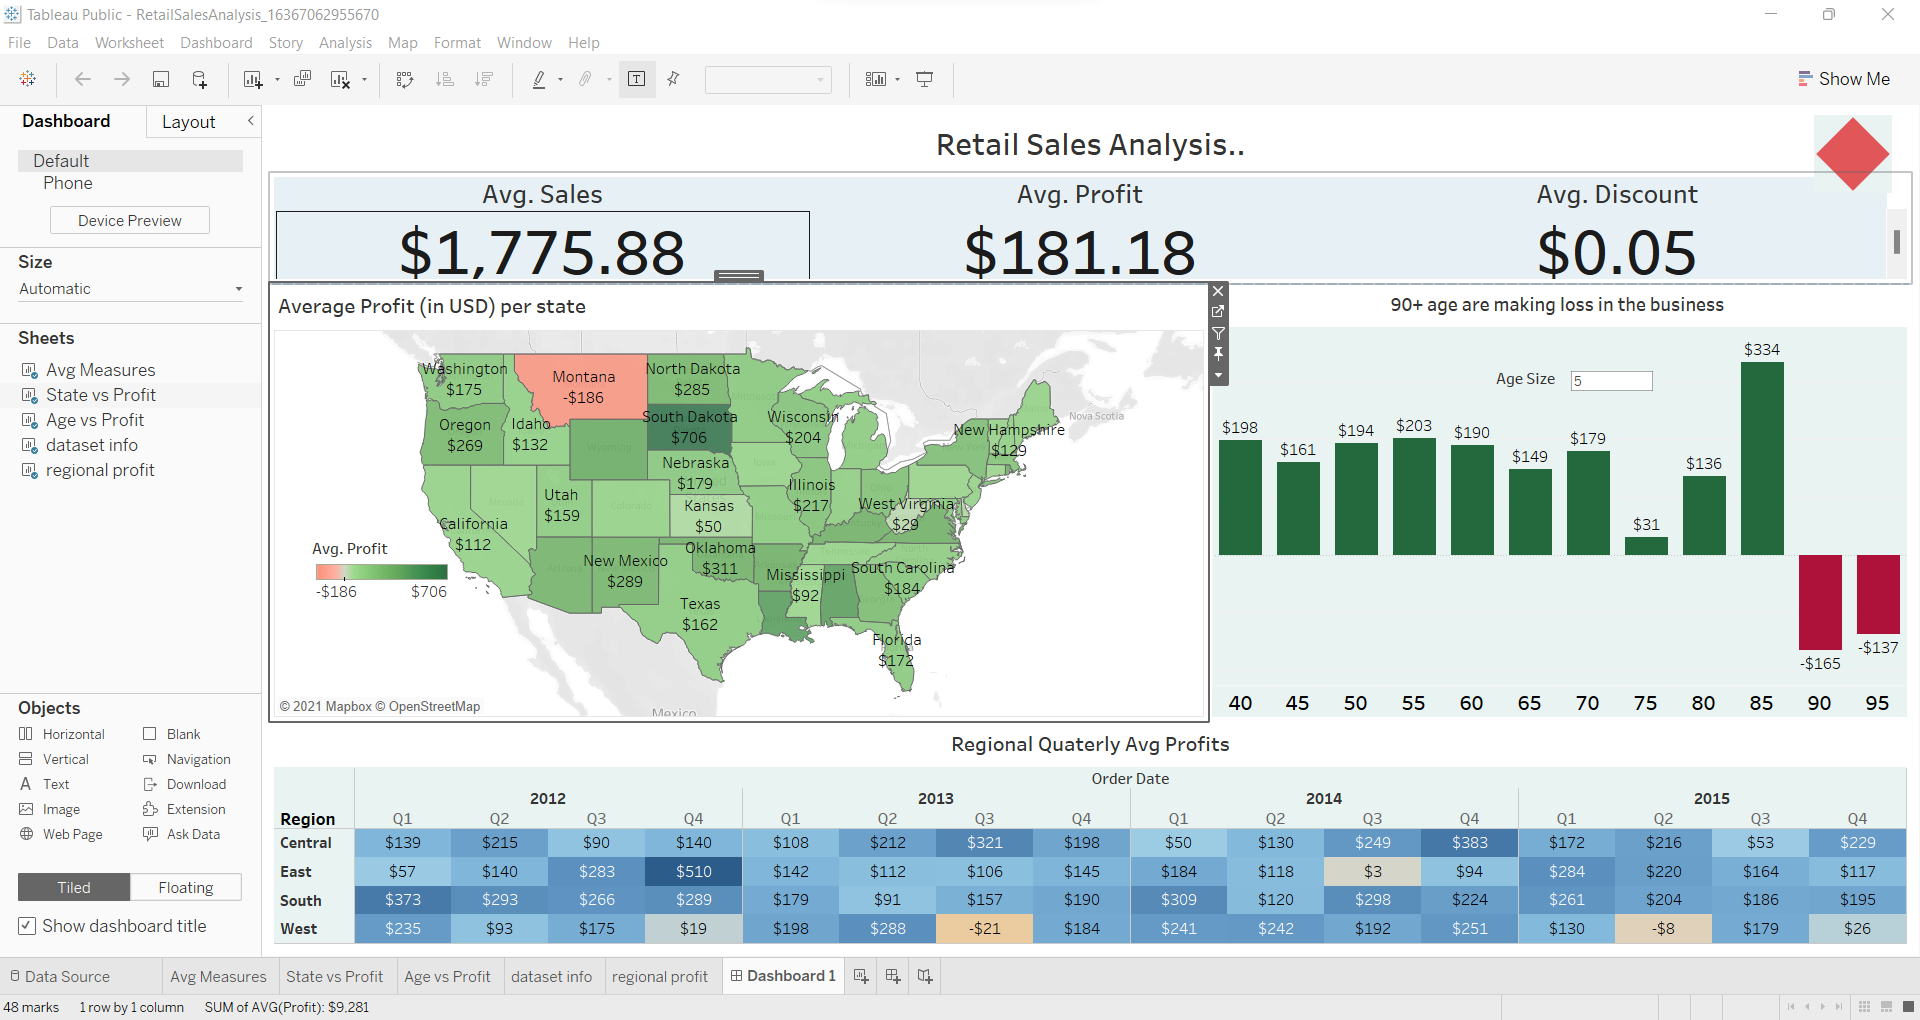 Tableau Public - RetailSalesAnalysis_16367062955670
File Data Worksheet Dashboard Story Analysis Map Format Window Help
Show Me
Dashboard Layout
Default
Phone
Device Preview
Size
Automatic
Sheets
Avg Measures
State vs Profit
Age vs Profit
dataset info
regional profit
Objects
Horizontal Blank
Vertical Navigation
Text Download
Image Extension
Web Page Ask Data
Tiled Floating
Show dashboard title
Retail Sales Analysis..
Avg. Sales Avg. Profit Avg. Discount
$1,775.88 $181.18 $0.05
Average Profit (in USD) per state
Washington
$175
Montana
-$186
North Dakota
$285
Oregon
$269
Idaho
$132
South Dakota
$706
Wisconsin
$204
New Hampshire
$129
Nova Scotia
Wyoming
Nebraska
$179
Iowa
Nevada
Utah
$159
Colorado
Kansas
$50
Illinois
$217
West Virginia
$29
California
$112
New Mexico
$289
Oklahoma
$311
Mississippi
$92
South Carolina
$184
Texas
$162
Florida
$172
Mexico
Avg. Profit
-$186 $706
© 2021 Mapbox © OpenStreetMap
90+ age are making loss in the business
Age Size 5
$198 $161 $194 $203 $190 $149 $179 $31 $136 $334 -$165 -$137
40 45 50 55 60 65 70 75 80 85 90 95
Regional Quaterly Avg Profits
Order Date
2012 2013 2014 2015
Region Q1 Q2 Q3 Q4 Q1 Q2 Q3 Q4 Q1 Q2 Q3 Q4 Q1 Q2 Q3 Q4
Central $139 $215 $90 $140 $108 $212 $321 $198 $50 $130 $249 $383 $172 $216 $53 $229
East $57 $140 $283 $510 $142 $112 $106 $145 $184 $118 $3 $94 $284 $220 $164 $117
South $373 $293 $266 $289 $179 $91 $157 $190 $309 $120 $298 $224 $261 $204 $186 $195
West $235 $93 $175 $19 $198 $288 -$21 $184 $241 $242 $192 $251 $130 -$8 $179 $26
Data Source Avg Measures State vs Profit Age vs Profit dataset info regional profit Dashboard 1
48 marks 1 row by 1 column SUM of AVG(Profit): $9,281